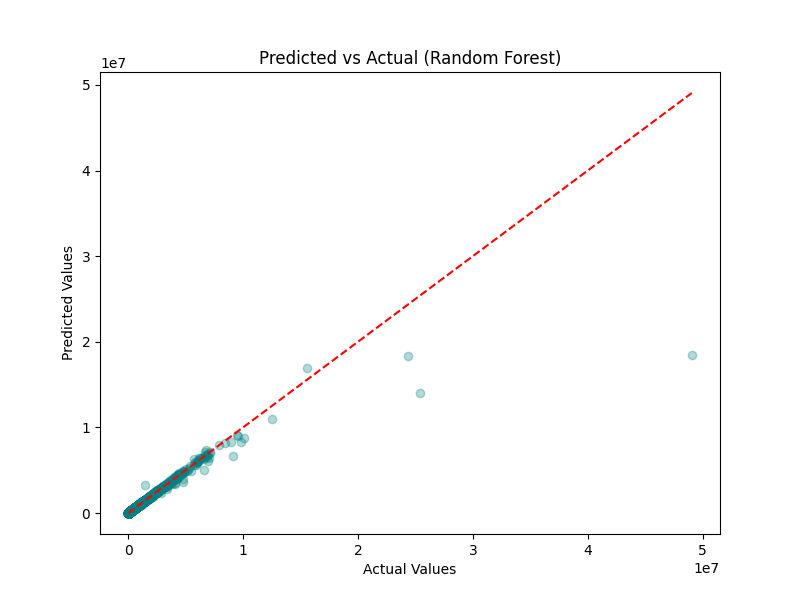 Predicted vs Actual (Random Forest)
1e7
5
4
3
2
1
0
Predicted Values
0 1 2 3 4 5
1e7
Actual Values